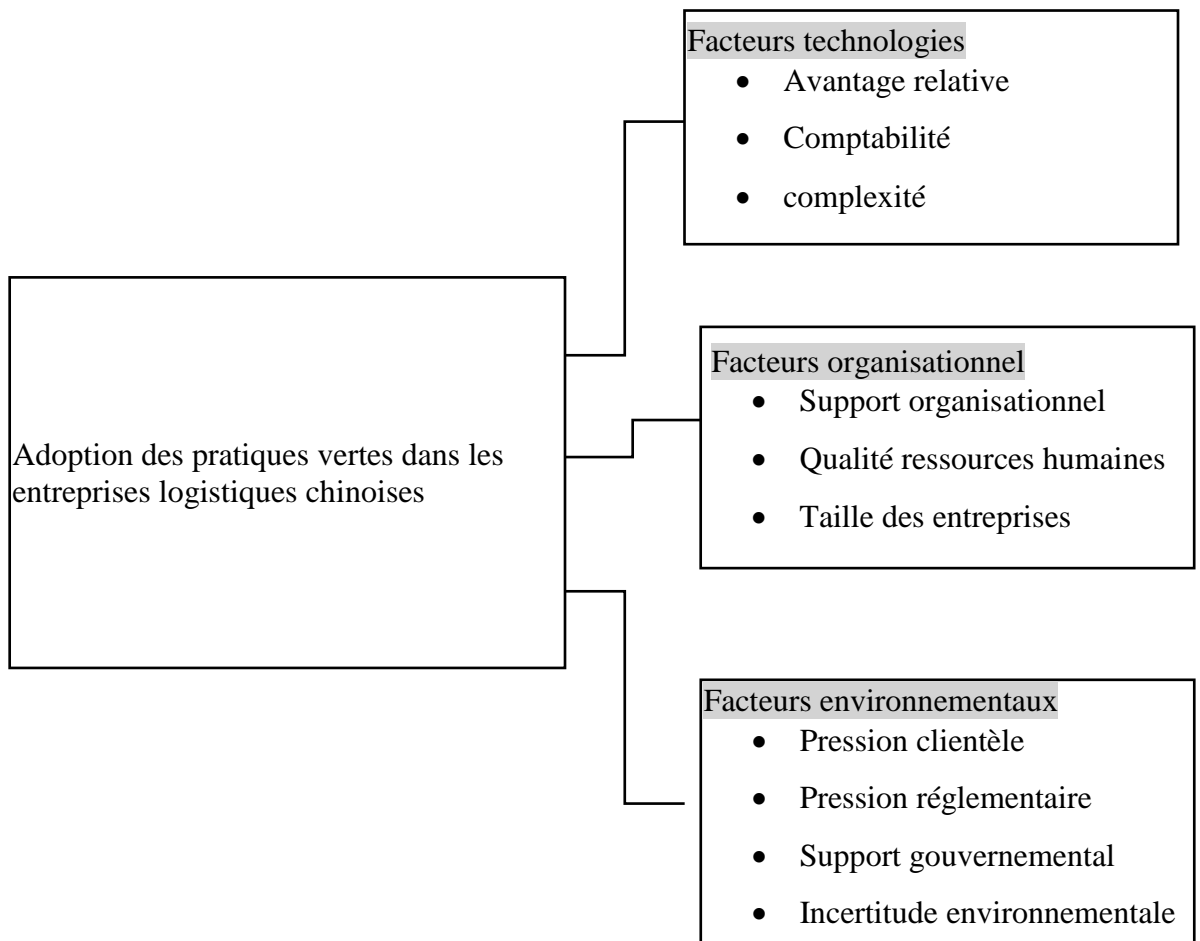 Facteurs technologies
• Avantage relative
• Comptabilité
• complexité
Adoption des pratiques vertes dans les
entreprises logistiques chinoises
Facteurs organisationnel
• Support organisationnel
• Qualité ressources humaines
• Taille des entreprises
Facteurs environnementaux
• Pression clientèle
• Pression réglementaire
• Support gouvernemental
• Incertitude environnementale